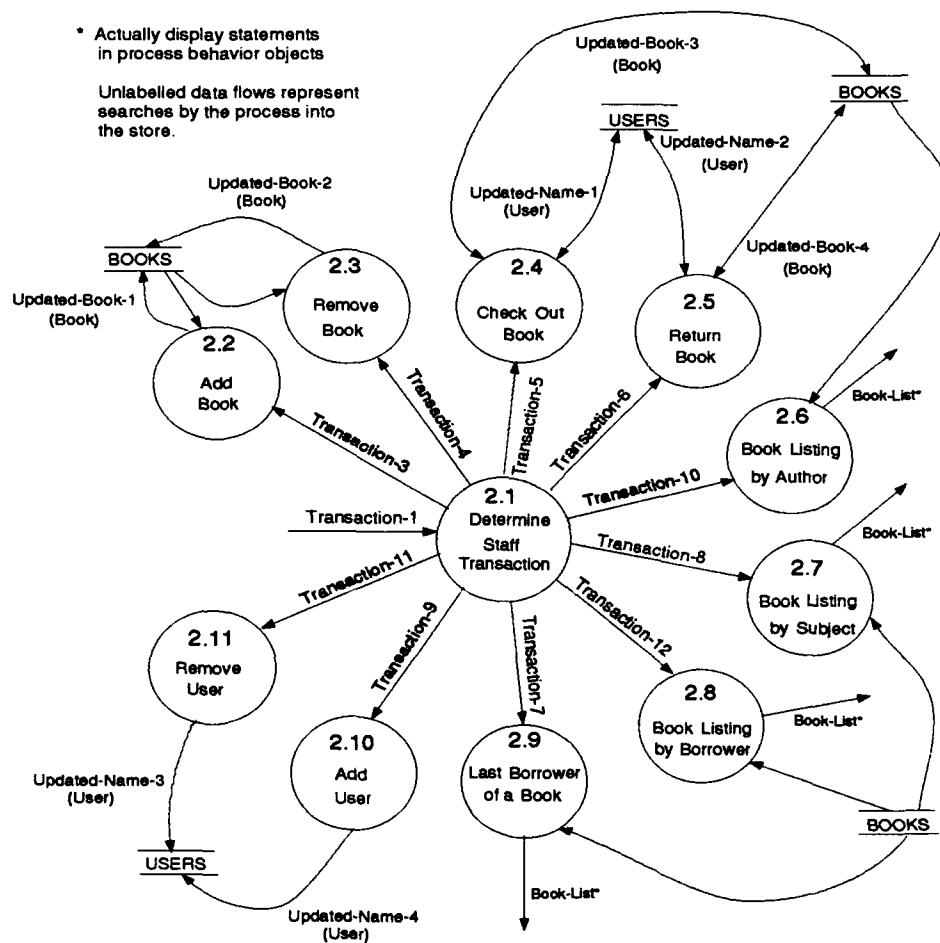 * Actually display statements
in process behavior objects
Unlabelled data flows represent
searches by the process into
the store.
Updated-Book-3
(Book)
BOOKS
USERS
Updated-Name-2
(User)
Updated-Book-2
(Book)
Updated-Name-1
(User)
BOOKS
Updated-Book-4
(Book)
Updated-Book-1
(Book)
2.3
Remove
Book
2.4
Check Out
Book
2.5
Return
Book
2.2
Add
Book
Transaction-3
Transaction-4
Transaction-5
Transaction-6
Book-List*
2.6
Book Listing
by Author
Transaction-10
2.1
Determine
Staff
Transaction
Transaction-1
Transaction-8
Book-List*
2.7
Book Listing
by Subject
Transaction-11
Transaction-9
Transaction-7
Transaction-12
2.11
Remove
User
2.8
Book Listing
by Borrower
Book-List*
2.10
Add
User
2.9
Last Borrower
of a Book
Updated-Name-3
(User)
BOOKS
USERS
Book-List*
Updated-Name-4
(User)